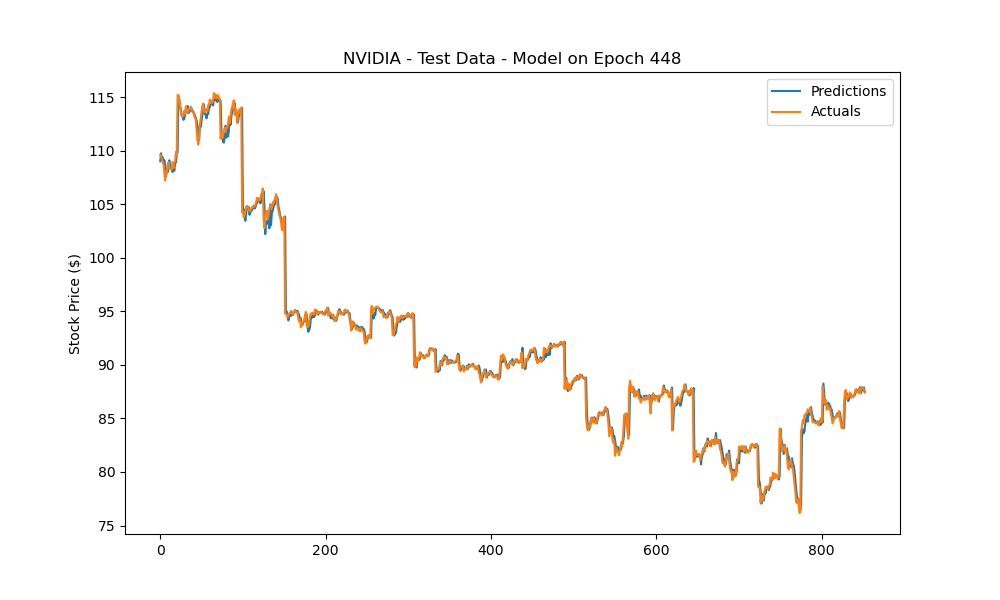 NVIDIA - Test Data - Model on Epoch 448
Predictions
Actuals
Stock Price ($)
115
110
105
100
95
90
85
80
75
0 200 400 600 800